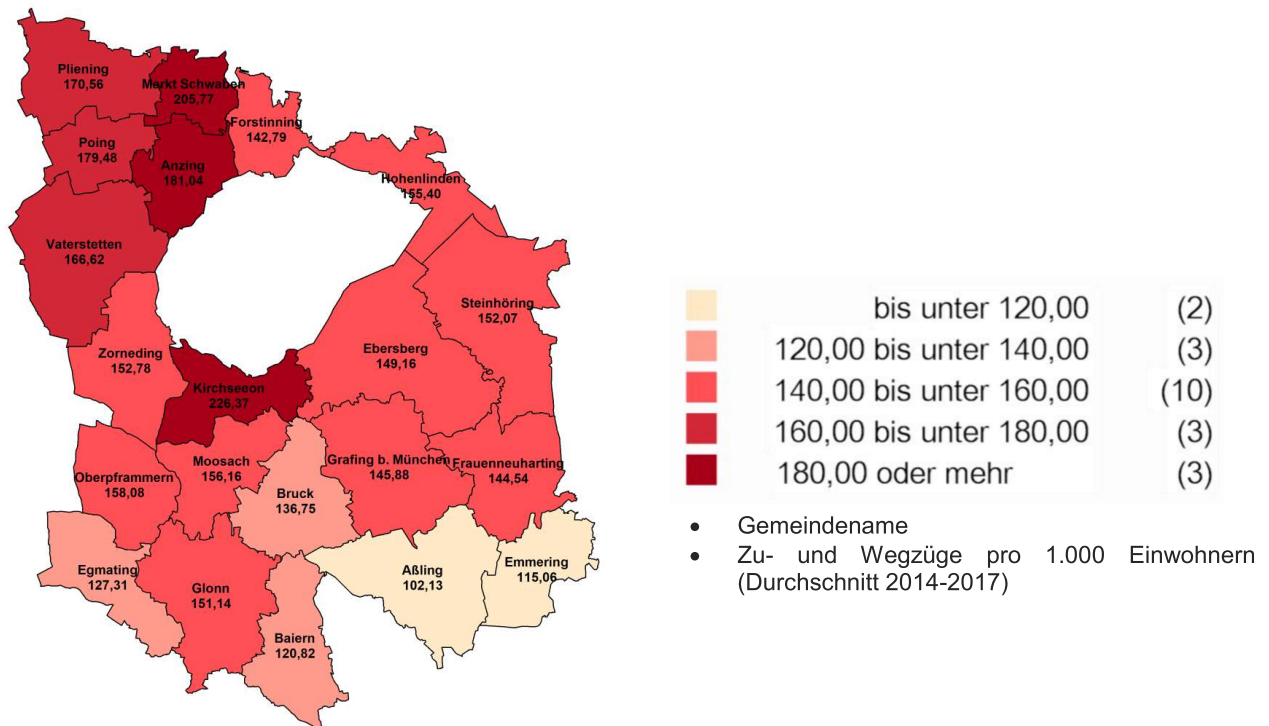 Pliening
170,56
Markt Schwaben
205,77
Forstinning
142,79
Poing
179,48
Anzing
181,04
Hohenlinden
155,40
Vaterstetten
166,62
Steinhöring
152,07
Zorneding
152,78
Ebersberg
149,16
Kirchseeon
226,37
Oberpframmern
158,08
Moosach
156,16
Grafing b. München
145,88
Frauenneuharting
144,54
Bruck
136,75
Egmating
127,31
Glonn
151,14
Aßling
102,13
Emmering
115,06
Baiern
120,82
bis unter 120,00 (2)
120,00 bis unter 140,00 (3)
140,00 bis unter 160,00 (10)
160,00 bis unter 180,00 (3)
180,00 oder mehr (3)
• Gemeindename
• Zu- und Wegzüge pro 1.000 Einwohnern
(Durchschnitt 2014-2017)